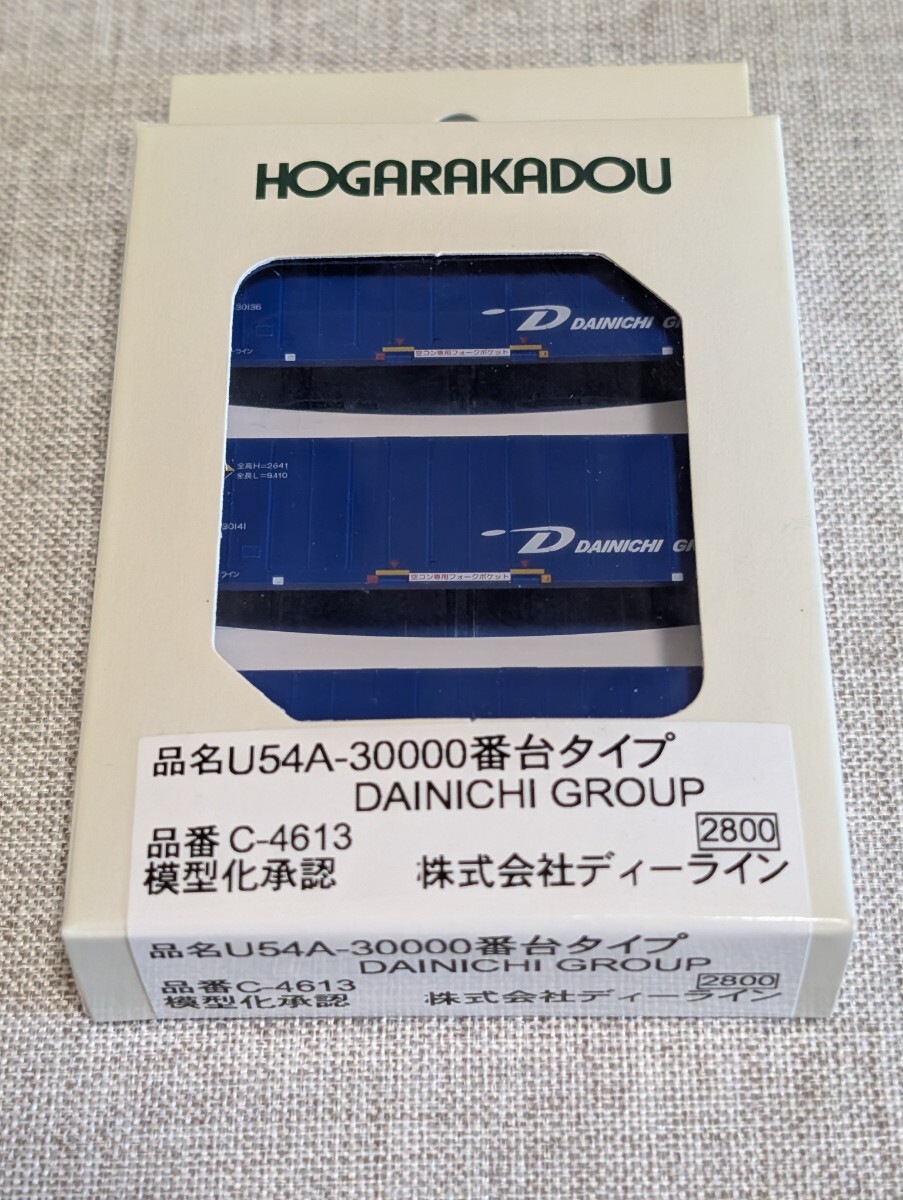 HOGARAKADOU
30136
DAINICHI
ライン
空コン専用フォークポケット
全高H=2641
全長L=9410
30141
DAINICHI
ライン
空コン専用フォークポケット
品名U54A-30000番台タイプ
DAINICHI GROUP
品番 C-4613 2800
模型化承認 株式会社ディーライン
品名U54A-30000番台タイプ
DAINICHI GROUP
品番C-4613 2800
模型化承認 株式会社ディーライン